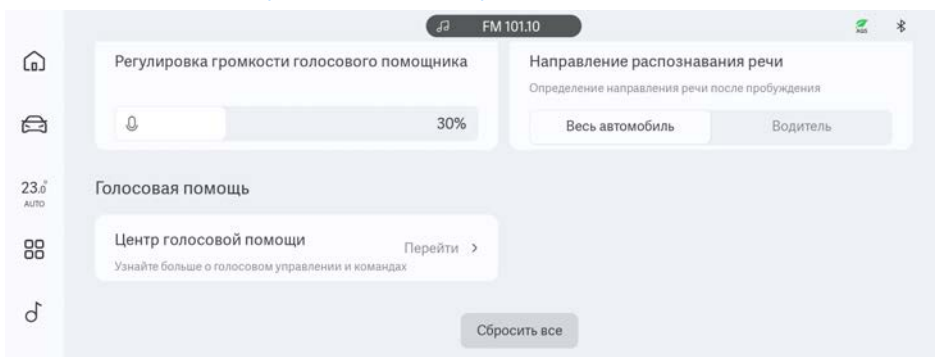 FM 101.10
AQS
Регулировка громкости голосового помощника
30%
Направление распознавания речи
Определение направления речи после пробуждения
Весь автомобиль
Водитель
23.0°
AUTO
Голосовая помощь
Центр голосовой помощи
Перейти >
Узнайте больше о голосовом управлении и командах
Сбросить все